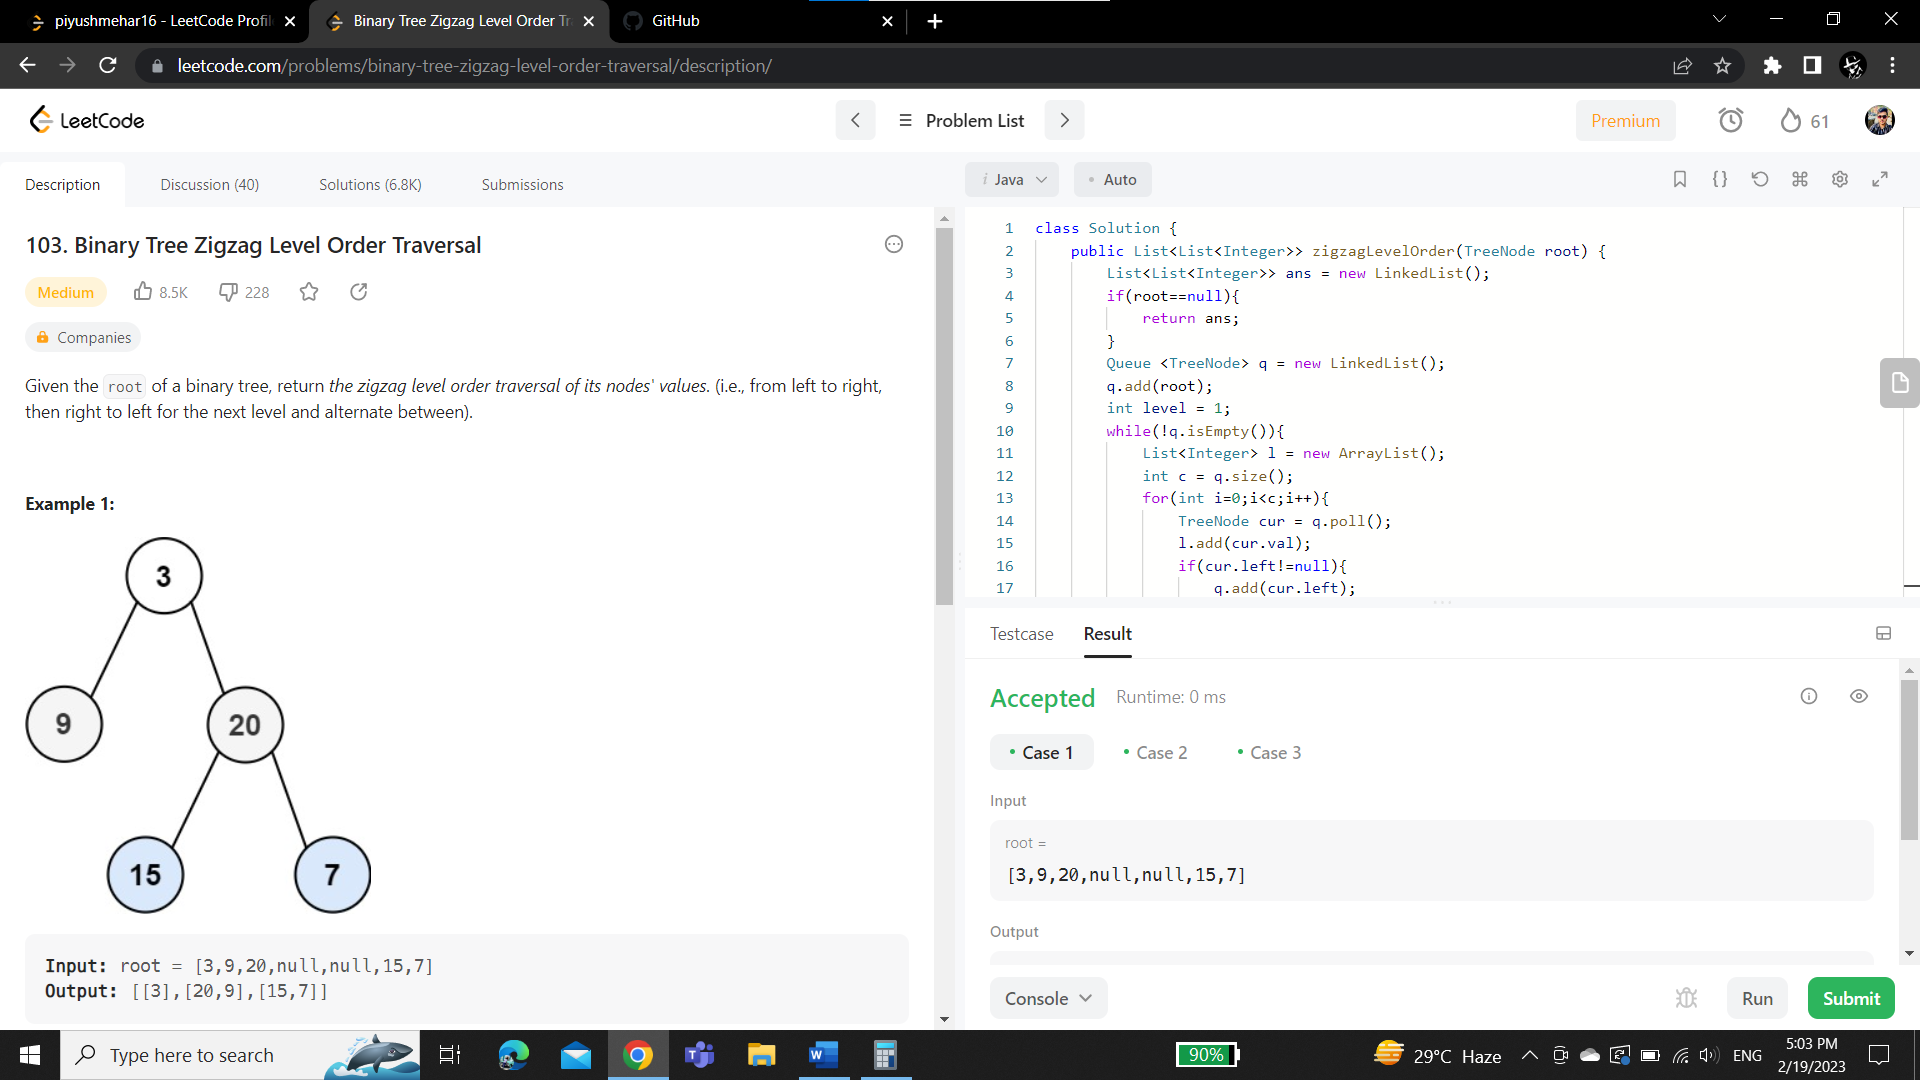 piyushmehar16 - LeetCode Profil
Binary Tree Zigzag Level Order Tr
GitHub
leetcode.com/problems/binary-tree-zigzag-level-order-traversal/description/
LeetCode
Problem List
Premium
61
Description
Discussion (40)
Solutions (6.8K)
Submissions
i Java
Auto
103. Binary Tree Zigzag Level Order Traversal
Medium
8.5K
228
Companies
Given the root of a binary tree, return the zigzag level order traversal of its nodes' values. (i.e., from left to right,
then right to left for the next level and alternate between).
Example 1:
3
9
20
15
7
Input: root = [3,9,20,null,null,15,7]
Output: [[3],[20,9],[15,7]]
1 class Solution {
2 public List<List<Integer>> zigzagLevelOrder(TreeNode root) {
3 List<List<Integer>> ans = new LinkedList();
4 if(root==null){
5 return ans;
6 }
7 Queue <TreeNode> q = new LinkedList();
8 q.add(root);
9 int level = 1;
10 while(!q.isEmpty()){
11 List<Integer> l = new ArrayList();
12 int c = q.size();
13 for(int i=0;i<c;i++){
14 TreeNode cur = q.poll();
15 l.add(cur.val);
16 if(cur.left!=null){
17 q.add(cur.left);
Testcase
Result
Accepted
Runtime: 0 ms
Case 1
Case 2
Case 3
Input
root =
[3,9,20,null,null,15,7]
Output
Console
Run
Submit
Type here to search
90%
29°C Haze
ENG
5:03 PM
2/19/2023